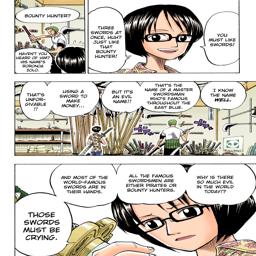 BOUNTY HUNTER?
THREE
SWORDS AT
ONCE, HUH?
JUST LIKE
THAT
BOUNTY
HUNTER!
YOU MUST
LIKE
SWORDS!
HAVEN'T YOU
HEARD OF HIM?
HIS NAME'S
RORONOA
ZOLO.
THAT'S
UNFOR-
GIVABLE
!!
USING A
SWORD TO
MAKE
MONEY...
BUT IT'S
AN EVIL
NAME!!
THAT'S THE
NAME OF A MASTER
SWORDSMAN
WHO'S FAMOUS
THROUGHOUT THE
EAST BLUE.
I KNOW
THE NAME
WELL.
AND MOST OF
THE WORLD-
FAMOUS
SWORDS ARE
IN THEIR
HANDS.
ALL THE FAMOUS
SWORDSMEN ARE
EITHER PIRATES OR
BOUNTY HUNTERS.
WHY IS THERE
SO MUCH EVIL
IN THE WORLD
TODAY!?
THOSE
SWORDS
MUST BE
CRYING.